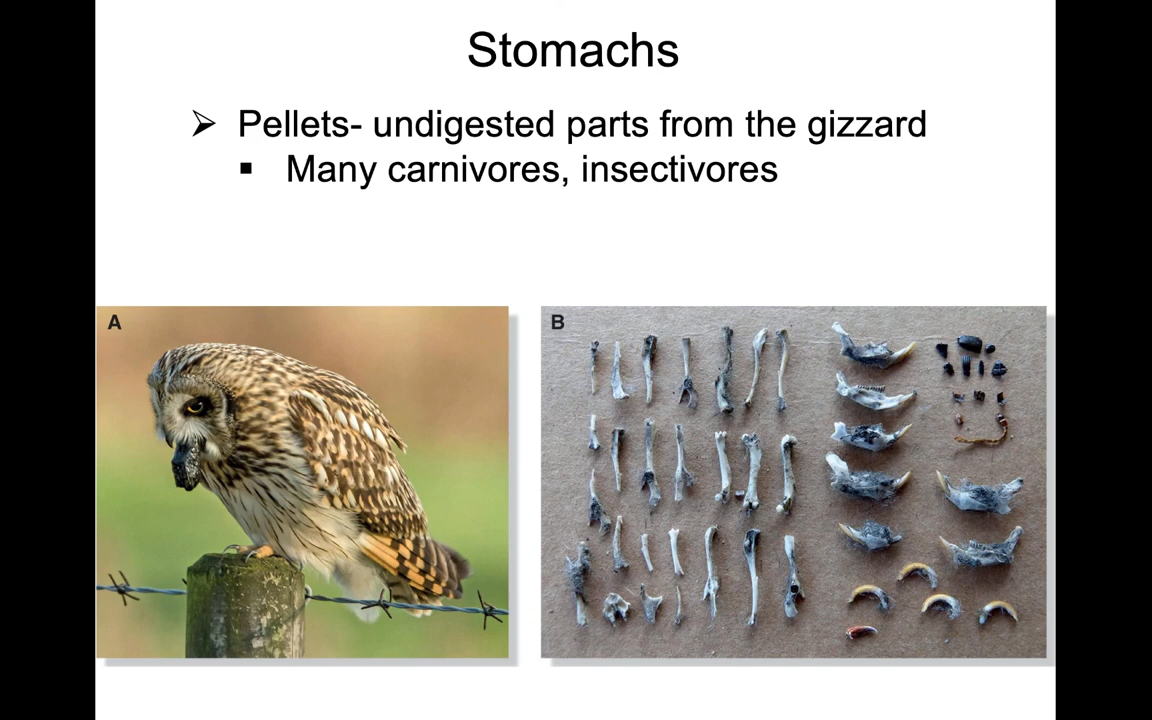 Stomachs
➢ Pellets- undigested parts from the gizzard
▪ Many carnivores, insectivores
A
B